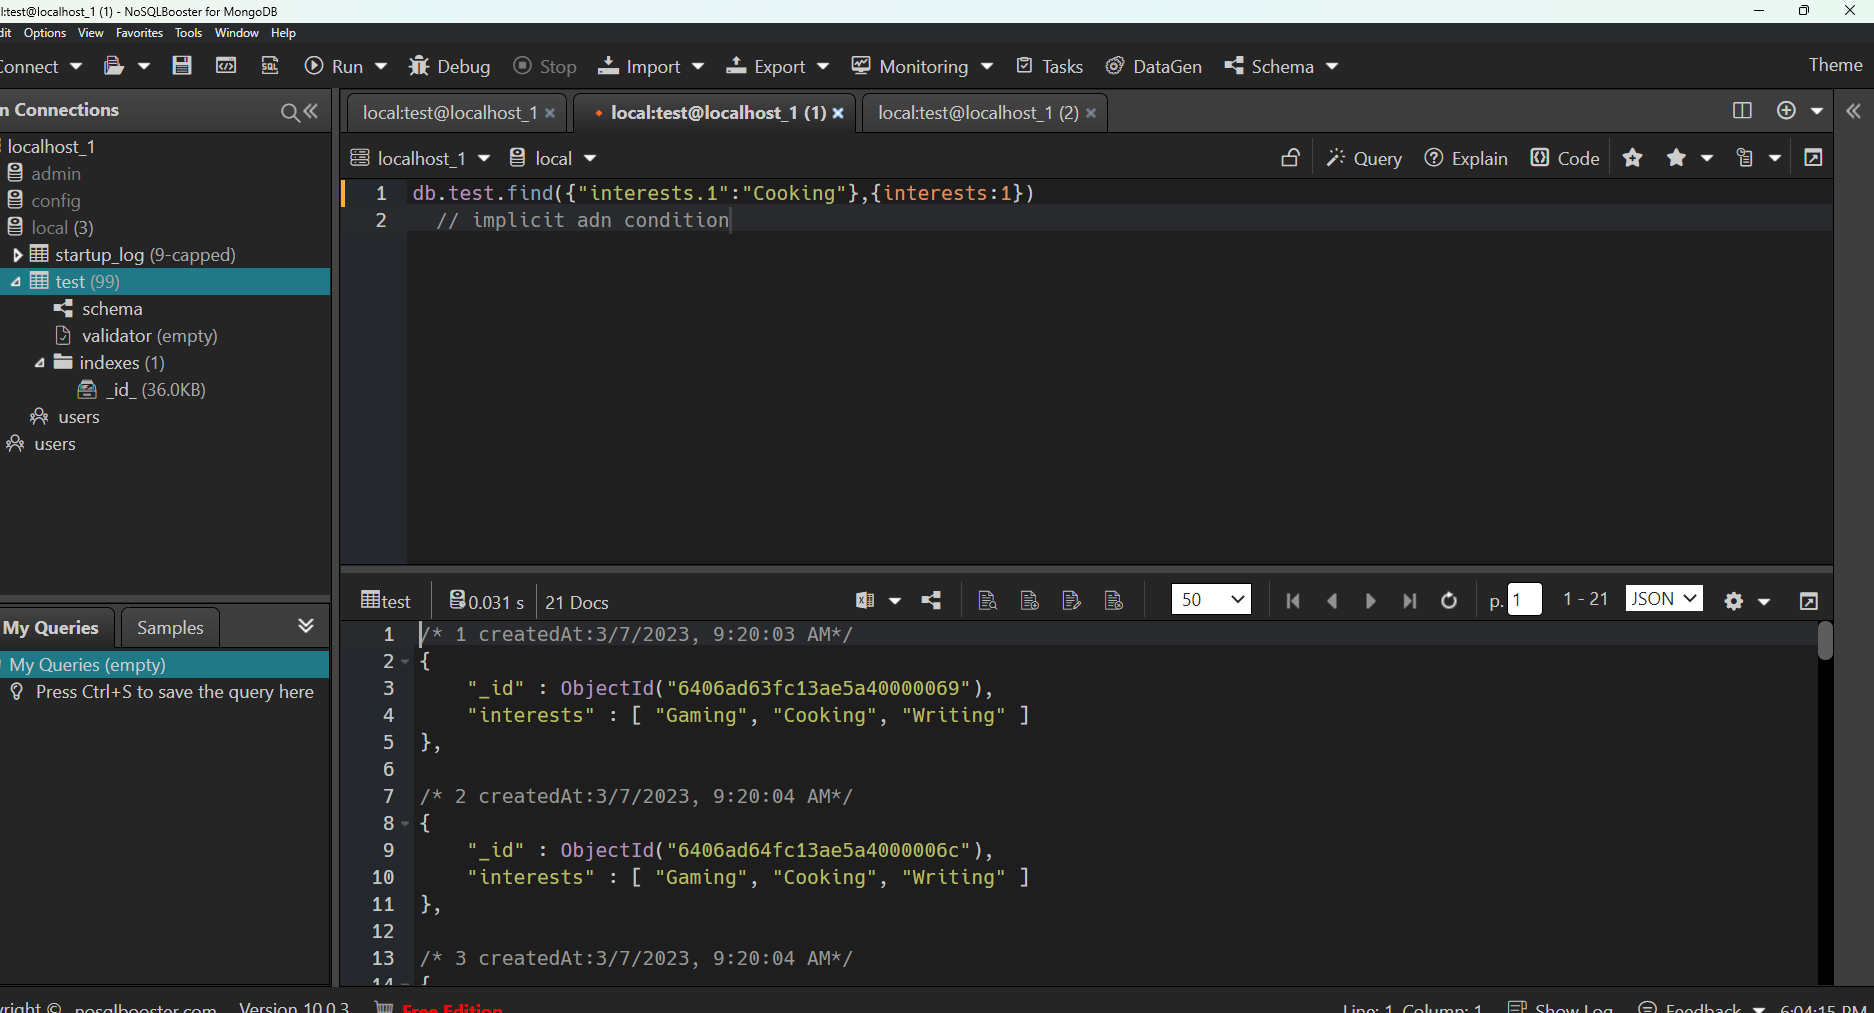 l:test@localhost_1 (1) - NoSQLBooster for MongoDB
dit Options View Favorites Tools Window Help
onnect Run Debug Stop Import Export Monitoring Tasks DataGen Schema Theme
n Connections
localhost_1
admin
config
local (3)
startup_log (9-capped)
test (99)
schema
validator (empty)
indexes (1)
_id_ (36.0KB)
users
users
local:test@localhost_1 local:test@localhost_1 (1) local:test@localhost_1 (2)
localhost_1 local Query Explain Code
1 db.test.find({"interests.1":"Cooking"},{interests:1})
2 // implicit adn condition
test 0.031 s 21 Docs 50 p. 1 1 - 21 JSON
My Queries Samples
My Queries (empty)
Press Ctrl+S to save the query here
1 /* 1 createdAt:3/7/2023, 9:20:03 AM*/
2 {
3 "_id" : ObjectId("6406ad63fc13ae5a40000069"),
4 "interests" : [ "Gaming", "Cooking", "Writing" ]
5 },
6
7 /* 2 createdAt:3/7/2023, 9:20:04 AM*/
8 {
9 "_id" : ObjectId("6406ad64fc13ae5a4000006c"),
10 "interests" : [ "Gaming", "Cooking", "Writing" ]
11 },
12
13 /* 3 createdAt:3/7/2023, 9:20:04 AM*/
14 {
yright © nosqlbooster.com Version 10.0.3 Free Edition Line: 1, Column: 1 Show Log Feedback 6:04:15 PM